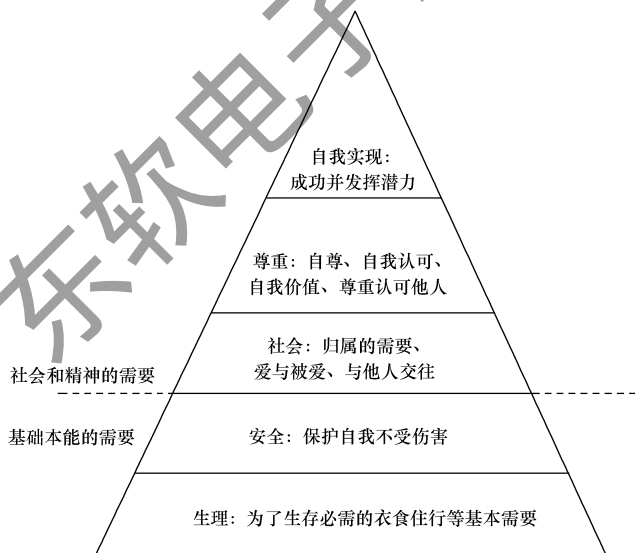 东软电子
自我实现：
成功并发挥潜力
尊重：自尊、自我认可、
自我价值、尊重认可他人
社会：归属的需要、
爱与被爱、与他人交往
社会和精神的需要
基础本能的需要
安全：保护自我不受伤害
生理：为了生存必需的衣食住行等基本需要